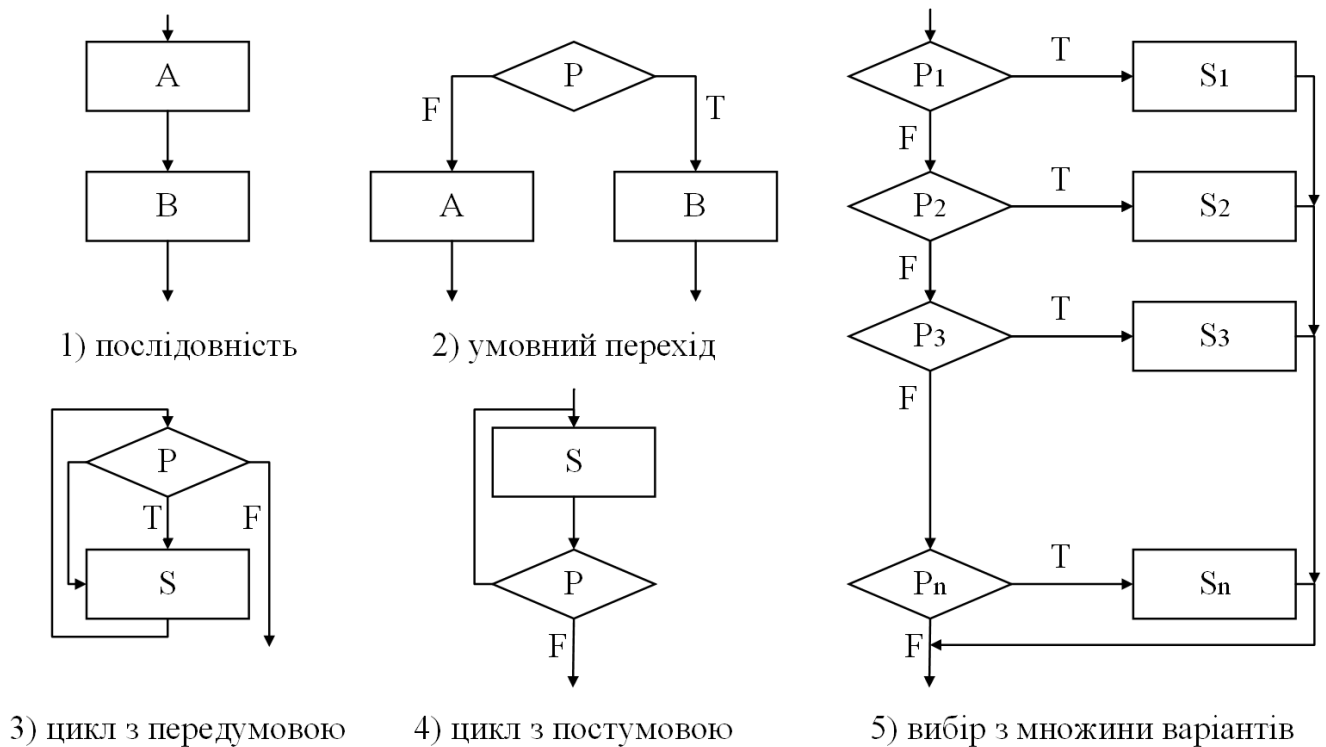 A
B
1) послідовність
P
F
T
A
B
2) умовний перехід
P
T
F
S
3) цикл з передумовою
S
P
F
4) цикл з постумовою
P1
T
S1
F
P2
T
S2
F
P3
T
S3
F
Pn
T
Sn
F
5) вибір з множини варіантів